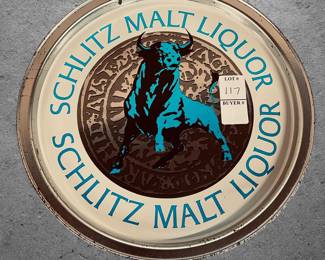 SCHLITZ MALT LIQUOR
LOT #
117
BUYER #
SCHLITZ MALT LIQUOR